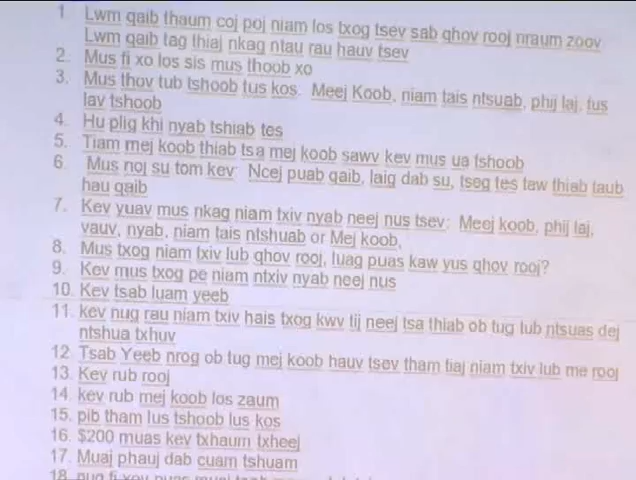 1. Lwm qaib thaum coj poj niam los txog tsev sab qhov rooj nraum zoov
Lwm qaib tag thiaj nkag ntau rau hauv tsev
2. Mus fi xo los sis mus thoob xo
3. Mus thov tub tshoob tus kos. Meej Koob, niam tais ntsuab, phij laj, tus
lav tshoob
4. Hu plig khi nyab tshiab tes
5. Tiam mej koob thiab tsa mej koob sawv kev mus ua tshoob
6. Mus noj su tom kev: Ncej puab qaib, laig dab su, tseg tes taw thiab taub
hau qaib
7. Kev yuav mus nkag niam txiv nyab neej nus tsev: Meej koob, phij laj,
vauv, nyab, niam tais ntshuab or Mej koob,
8. Mus txog niam txiv lub qhov rooj, luag puas kaw yus qhov rooj?
9. Kev mus txog pe niam ntxiv nyab neej nus
10. Kev tsab luam yeeb
11. kev nug rau niam txiv hais txog kwv tij neej tsa thiab ob tug lub ntsuas dej
ntshua txhuv
12. Tsab Yeeb nrog ob tug mej koob hauv tsev tham fiaj niam txiv lub me rooj
13. Kev rub rooj
14. kev rub mej koob los zaum
15. pib tham lus tshoob lus kos
16. $200 muas kev txhaum txheej
17. Muaj phauj dab cuam tshuam
18.